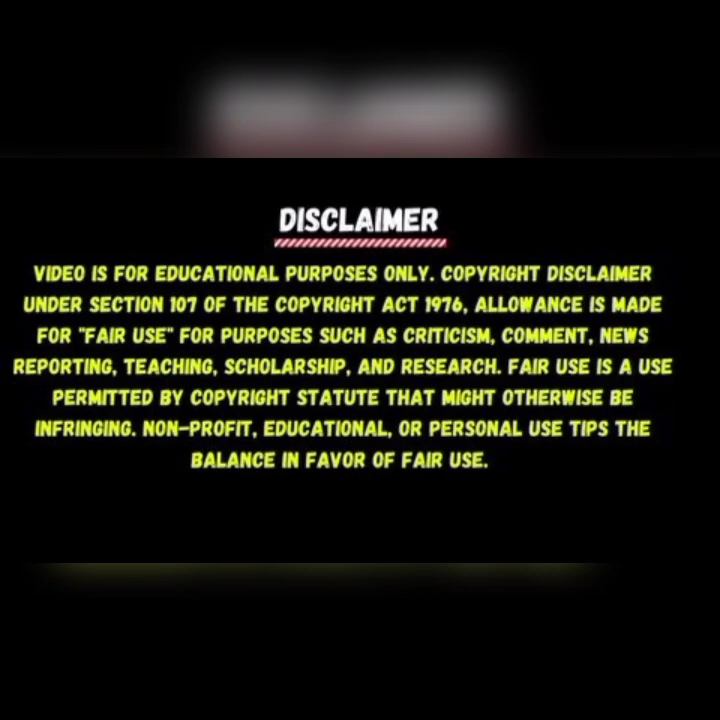 DISCLAIMER
VIDEO IS FOR EDUCATIONAL PURPOSES ONLY. COPYRIGHT DISCLAIMER
UNDER SECTION 107 OF THE COPYRIGHT ACT 1976, ALLOWANCE IS MADE
FOR "FAIR USE" FOR PURPOSES SUCH AS CRITICISM, COMMENT, NEWS
REPORTING, TEACHING, SCHOLARSHIP, AND RESEARCH. FAIR USE IS A USE
PERMITTED BY COPYRIGHT STATUTE THAT MIGHT OTHERWISE BE
INFRINGING. NON-PROFIT, EDUCATIONAL, OR PERSONAL USE TIPS THE
BALANCE IN FAVOR OF FAIR USE.